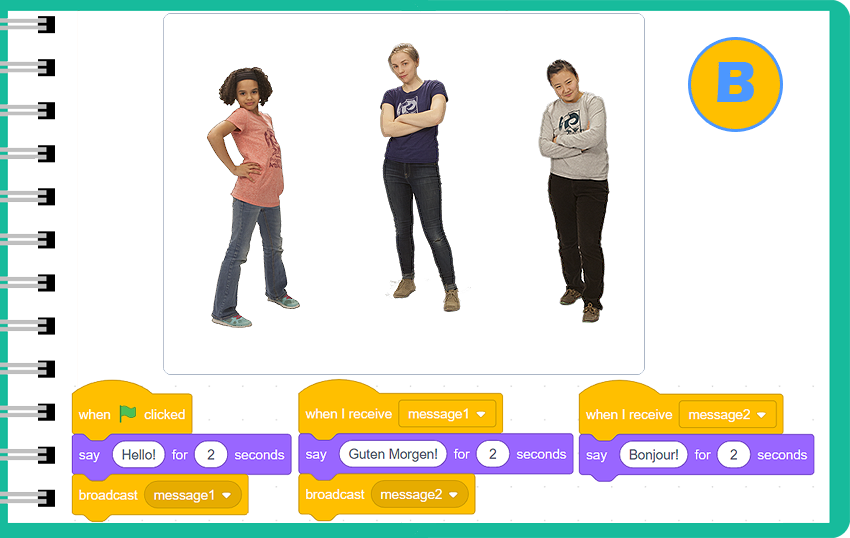 B
when clicked
say Hello! for 2 seconds
broadcast message1
when I receive message1
say Guten Morgen! for 2 seconds
broadcast message2
when I receive message2
say Bonjour! for 2 seconds